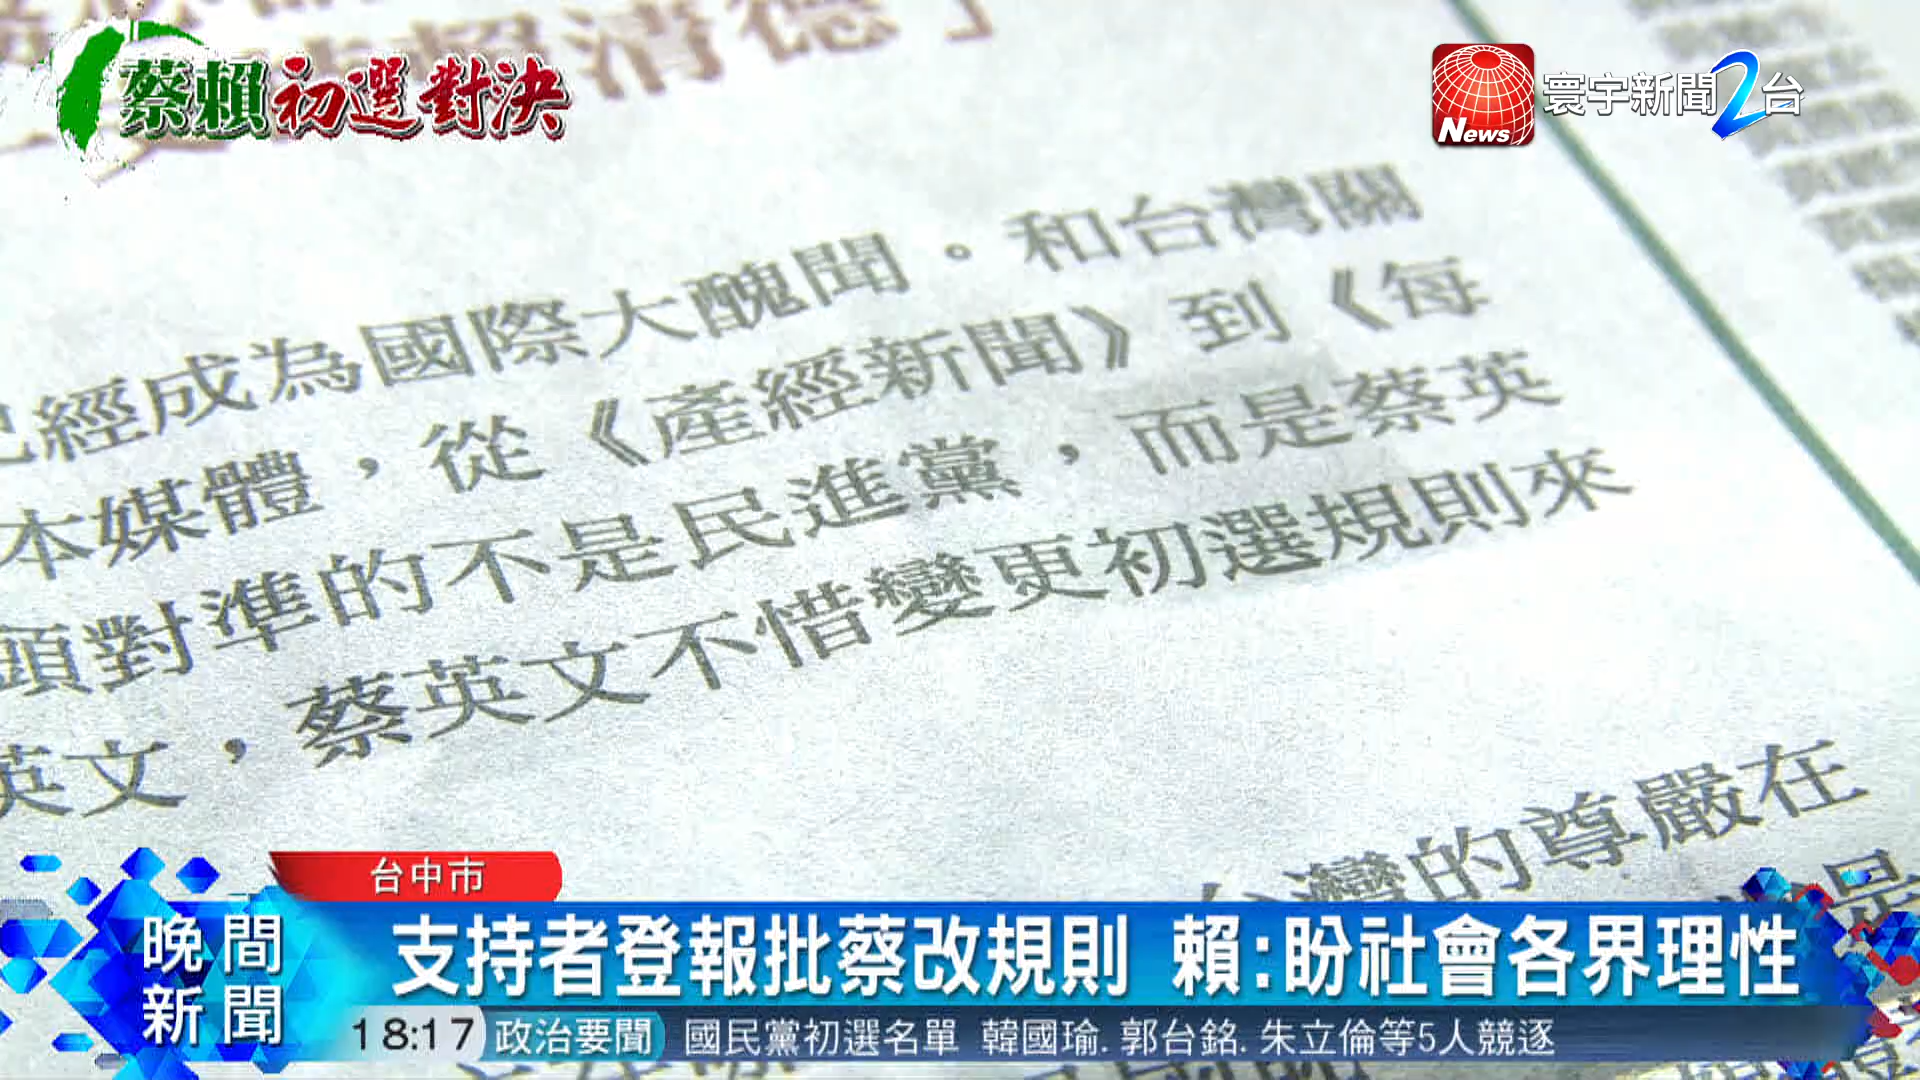 賴清德」
蔡賴初選對決
News
寰宇新聞2台
已經成為國際大醜聞。和台灣關
本媒體,從《產經新聞》到《每
頭對準的不是民進黨,而是蔡英
英文,蔡英文不惜變更初選規則來
台灣的尊嚴在
是
台中市
晚間
新聞
支持者登報批蔡改規則 賴:盼社會各界理性
18:17
政治要聞
國民黨初選名單 韓國瑜.郭台銘.朱立倫等5人競逐